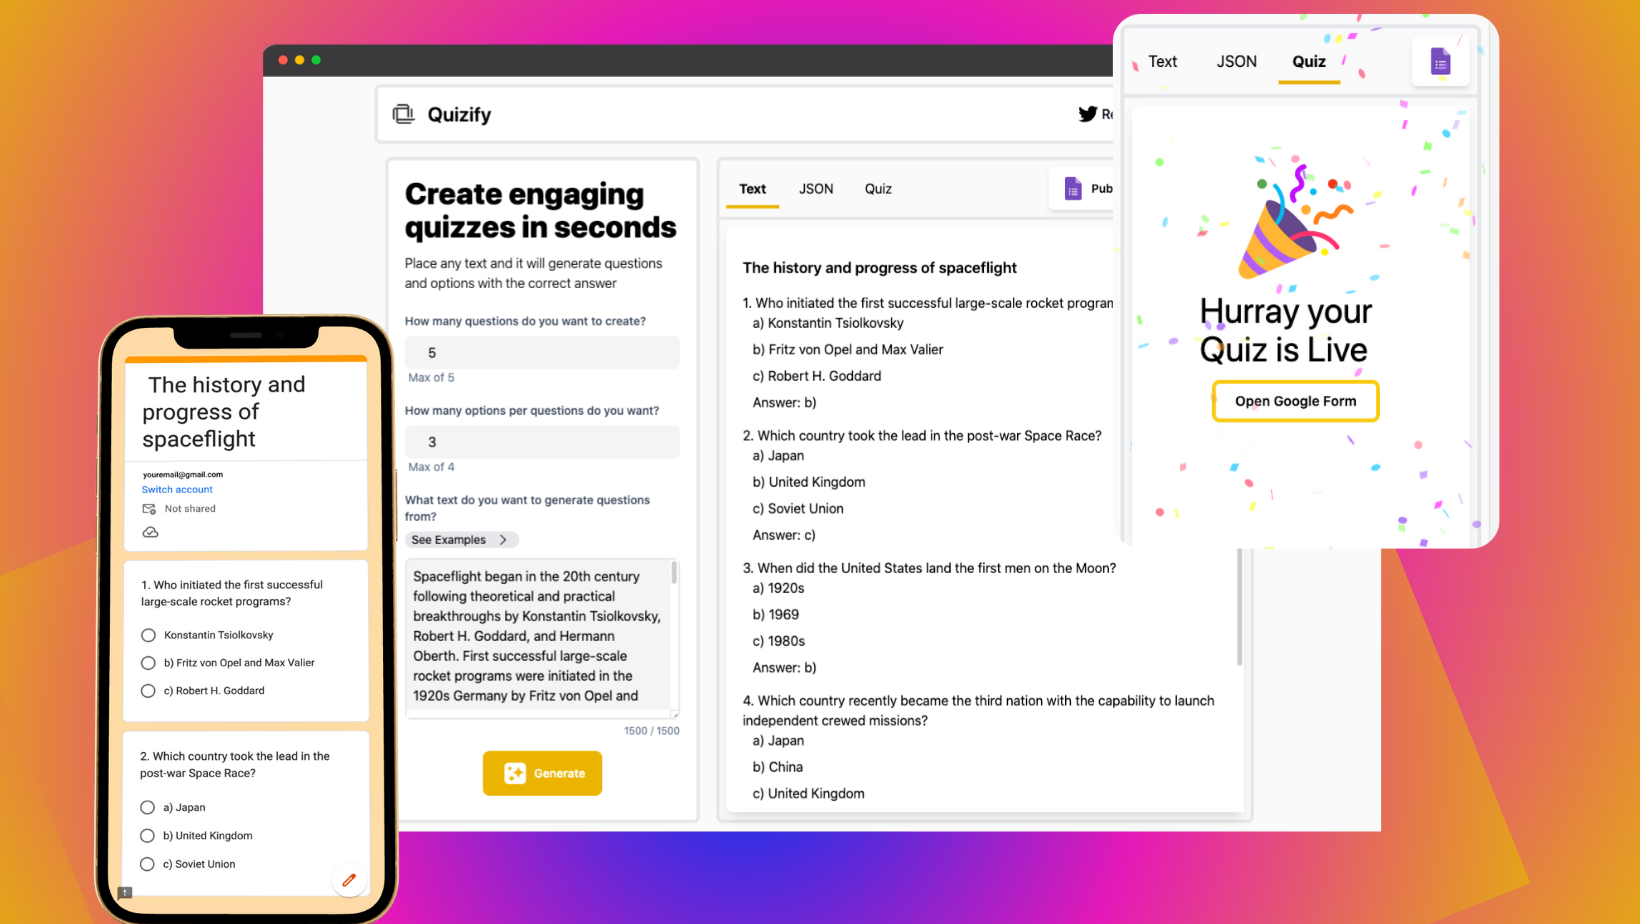 Quizify
Create engaging
quizzes in seconds
Place any text and it will generate questions
and options with the correct answer
How many questions do you want to create?
5
Max of 5
How many options per questions do you want?
3
Max of 4
What text do you want to generate questions
from?
See Examples
Spaceflight began in the 20th century
following theoretical and practical
breakthroughs by Konstantin Tsiolkovsky,
Robert H. Goddard, and Hermann
Oberth. First successful large-scale
rocket programs were initiated in the
1920s Germany by Fritz von Opel and
1500 / 1500
Generate
Text JSON Quiz
The history and progress of spaceflight
1. Who initiated the first successful large-scale rocket program
a) Konstantin Tsiolkovsky
b) Fritz von Opel and Max Valier
c) Robert H. Goddard
Answer: b)
2. Which country took the lead in the post-war Space Race?
a) Japan
b) United Kingdom
c) Soviet Union
Answer: c)
3. When did the United States land the first men on the Moon?
a) 1920s
b) 1969
c) 1980s
Answer: b)
4. Which country recently became the third nation with the capability to launch
independent crewed missions?
a) Japan
b) China
c) United Kingdom
Text JSON Quiz
Hurray your
Quiz is Live
Open Google Form
The history and
progress of
spaceflight
youremail@gmail.com
Switch account
Not shared
1. Who initiated the first successful
large-scale rocket programs?
Konstantin Tsiolkovsky
b) Fritz von Opel and Max Valier
c) Robert H. Goddard
2. Which country took the lead in the
post-war Space Race?
a) Japan
b) United Kingdom
c) Soviet Union